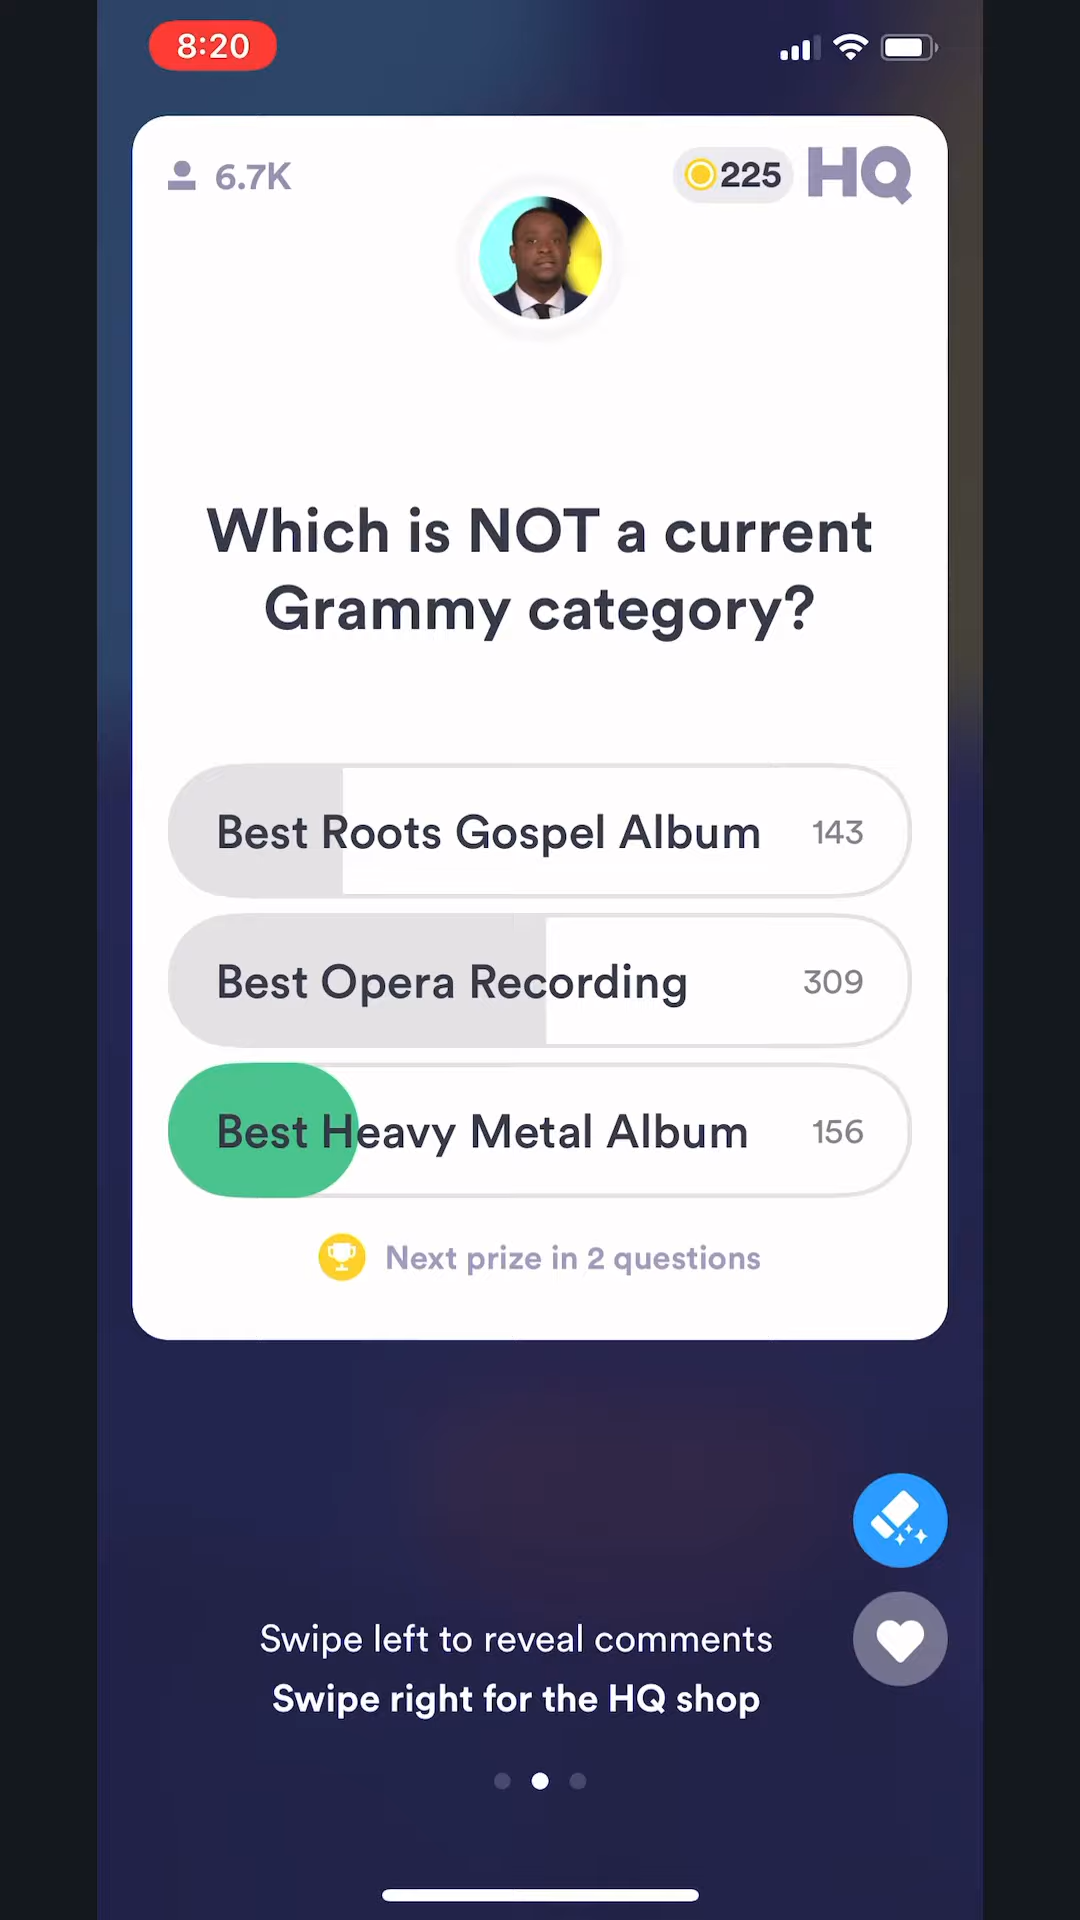 8:20
6.7K
225 HQ
Which is NOT a current
Grammy category?
Best Roots Gospel Album 143
Best Opera Recording 309
Best Heavy Metal Album 156
Next prize in 2 questions
Swipe left to reveal comments
Swipe right for the HQ shop